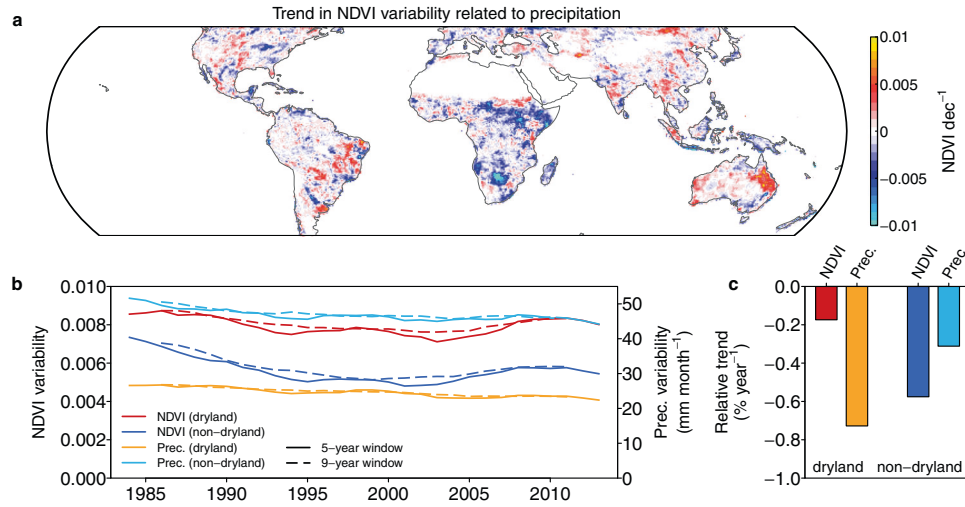 a
Trend in NDVI variability related to precipitation
0.01
0.005
0
−0.005
−0.01
NDVI dec−1
b
0.010
0.008
0.006
0.004
0.002
0.000
NDVI variability
50
40
30
20
10
0
Prec. variability
(mm month−1)
NDVI (dryland)
NDVI (non−dryland)
Prec. (dryland)
Prec. (non−dryland)
5−year window
9−year window
1985
1990
1995
2000
2005
2010
c
NDVI
Prec.
NDVI
Prec.
0.0
−0.2
−0.4
−0.6
−0.8
−1.0
Relative trend
(% year−1)
dryland
non−dryland